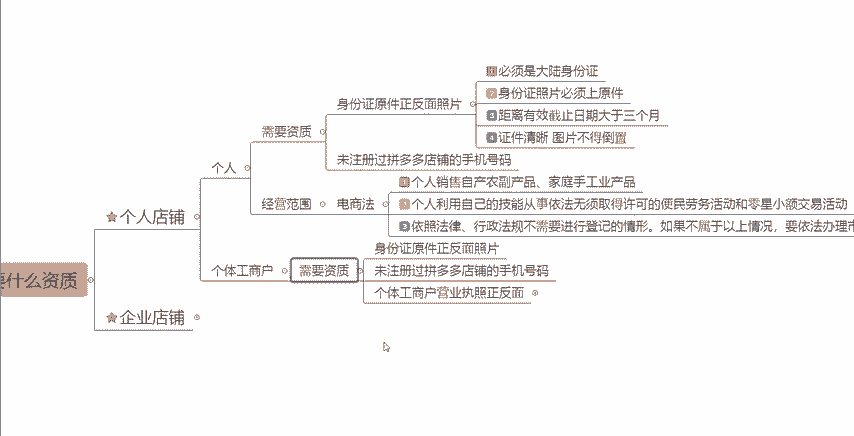 必须是大陆身份证
身份证照片必须上原件
身份证原件正反面照片
距离有效截止日期大于三个月
证件清晰 图片不得倒置
需要资质
未注册过拼多多店铺的手机号码
个人
个人销售自产农副产品、家庭手工业产品
经营范围
电商法
个人利用自己的技能从事依法无须取得许可的便民劳务活动和零星小额交易活动
个人店铺
依照法律、行政法规不需要进行登记的情形。如果不属于以上情况，要依法办理市
身份证原件正反面照片
个体工商户
需要资质
未注册过拼多多店铺的手机号码
要什么资质
个体工商户营业执照正反面
企业店铺